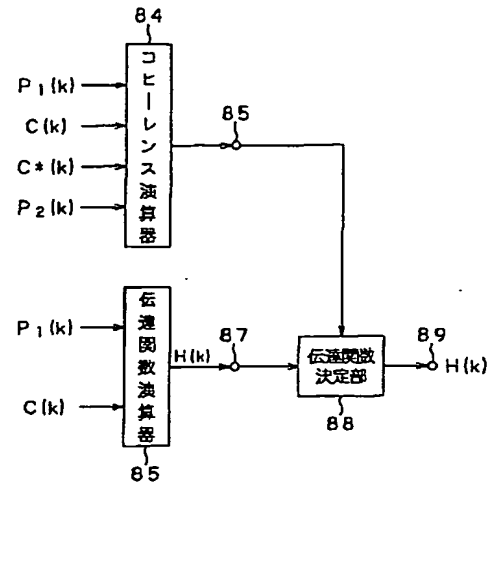 84
P1(k)
C(k)
C*(k)
P2(k)
コヒーレンス演算器
85
P1(k)
C(k)
伝達関数演算器
85
H(k)
87
伝達関数
決定部
88
89
H(k)